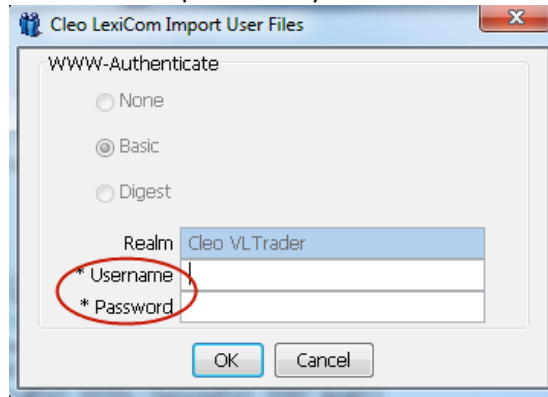 Cleo LexiCom Import User Files
WWW-Authenticate
None
Basic
Digest
Realm Cleo VLTrader
* Username
* Password
OK Cancel